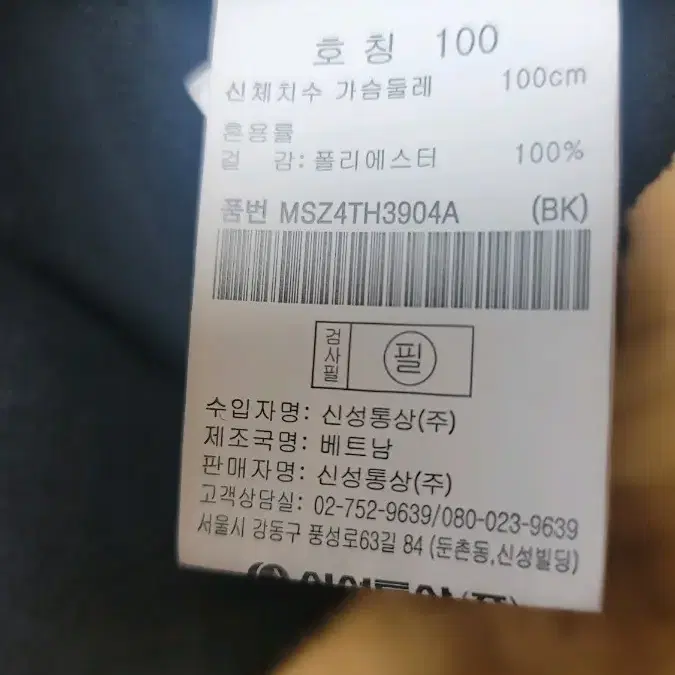 호 칭 100
신체치수 가슴둘레 100cm
혼용률
겉 감: 폴리에스터 100%
품번 MSZ4TH3904A (BK)
검사필 필
수입자명: 신성통상(주)
제조국명: 베트남
판매자명: 신성통상(주)
고객상담실: 02-752-9639/080-023-9639
서울시 강동구 풍성로63길 84 (둔촌동,신성빌딩)